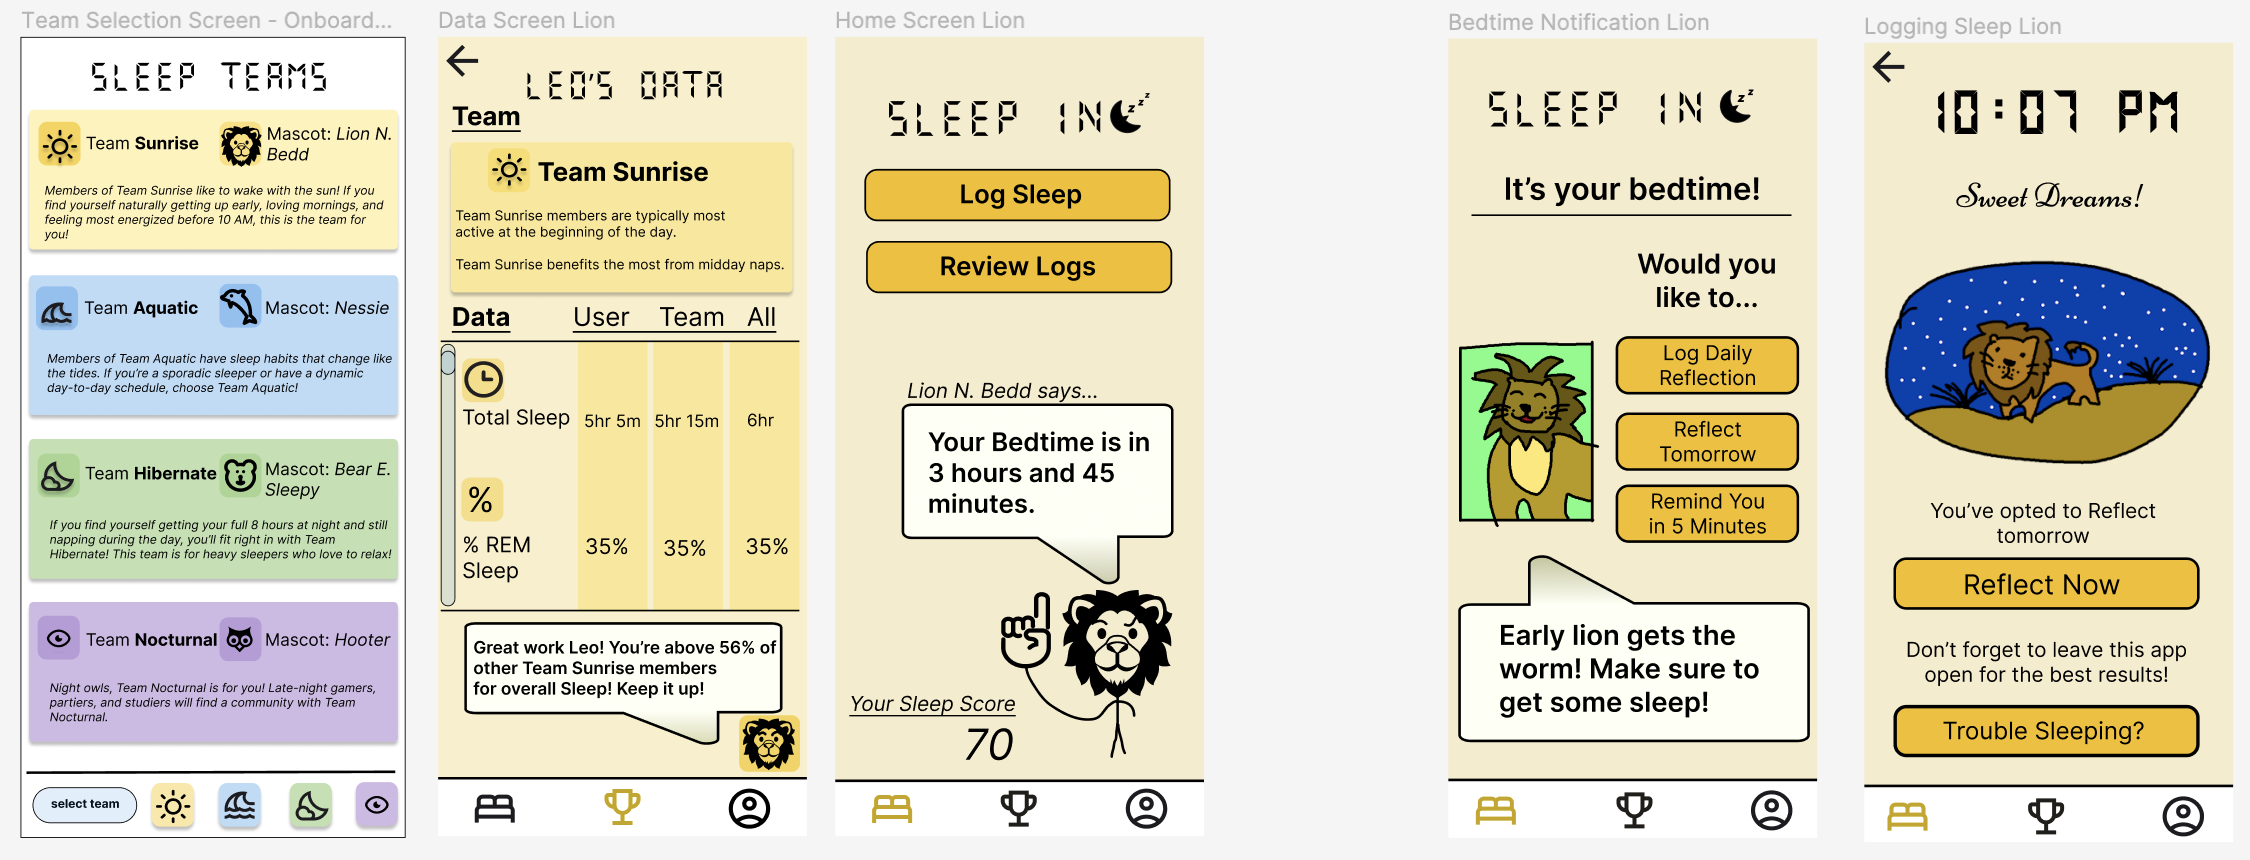 Team Selection Screen - Onboard...
SLEEP TEAMS
Team Sunrise
Mascot: Lion N.
Bedd
Members of Team Sunrise like to wake with the sun! If you
find yourself naturally getting up early, loving mornings, and
feeling most energized before 10 AM, this is the team for
you!
Team Aquatic
Mascot: Nessie
Members of Team Aquatic have sleep habits that change like
the tides. If you're a sporadic sleeper or have a dynamic
day-to-day schedule, choose Team Aquatic!
Team Hibernate
Mascot: Bear E.
Sleepy
If you find yourself getting your full 8 hours at night and still
napping during the day, you'll fit right in with Team
Hibernate! This team is for heavy sleepers who love to relax!
Team Nocturnal
Mascot: Hooter
Night owls, Team Nocturnal is for you! Late-night gamers,
partiers, and studiers will find a community with Team
Nocturnal.
select team
Data Screen Lion
LEO'S DATA
Team
Team Sunrise
Team Sunrise members are typically most
active at the beginning of the day.
Team Sunrise benefits the most from midday naps.
Data User Team All
Total Sleep 5hr 5m 5hr 15m 6hr
%
% REM
Sleep
35% 35% 35%
Great work Leo! You're above 56% of
other Team Sunrise members
for overall Sleep! Keep it up!
Home Screen Lion
SLEEP IN z z z
Log Sleep
Review Logs
Lion N. Bedd says...
Your Bedtime is in
3 hours and 45
minutes.
Your Sleep Score
70
Bedtime Notification Lion
SLEEP IN z z z
It's your bedtime!
Would you
like to...
Log Daily
Reflection
Reflect
Tomorrow
Remind You
in 5 Minutes
Early lion gets the
worm! Make sure to
get some sleep!
Logging Sleep Lion
10:07 PM
Sweet Dreams!
You've opted to Reflect
tomorrow
Reflect Now
Don't forget to leave this app
open for the best results!
Trouble Sleeping?